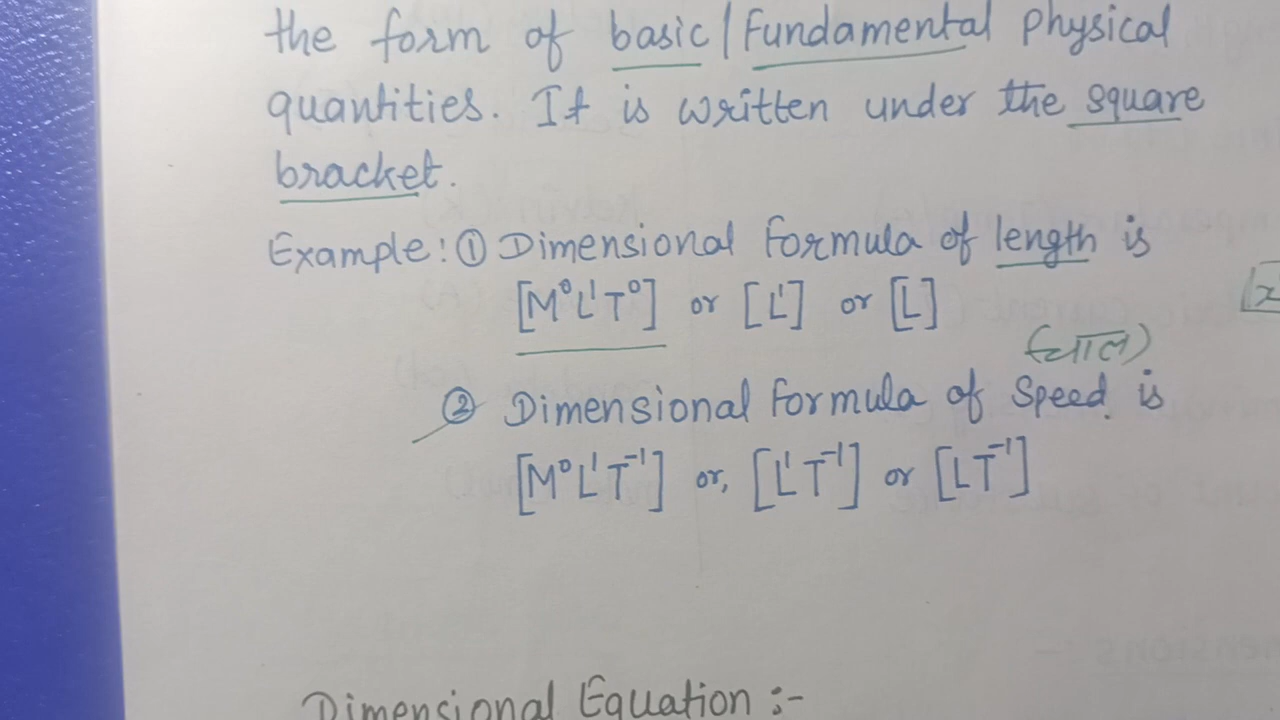 the form of basic/Fundamental Physical
quantities. It is written under the square
bracket.
Example: ① Dimensional formula of length is
[M⁰L¹T⁰] or [L¹] or [L]
(चाल)
② Dimensional formula of Speed is
[M⁰L¹T⁻¹] or, [L¹T⁻¹] or [LT⁻¹]
Dimensional Equation :-